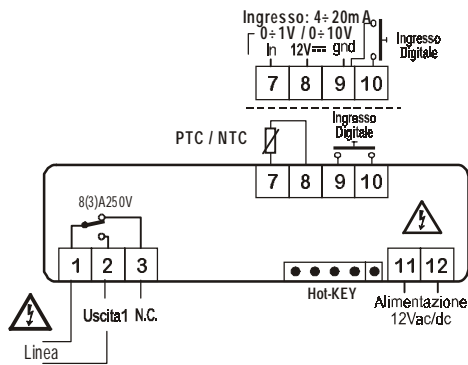 Ingresso: 4÷20mA
0÷1V / 0÷10V
In 12V gnd
Ingresso
Digitale
7 8 9 10
Ingresso
Digitale
PTC / NTC
7 8 9 10
8(3)A250V
1 2 3
11 12
Hot-KEY
Uscita1 N.C.
Alimentazione
12Vac/dc
Linea